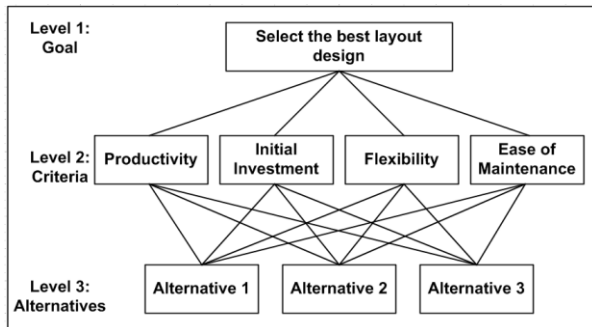 Level 1:
Goal
Select the best layout
design
Level 2:
Criteria
Productivity
Initial
Investment
Flexibility
Ease of
Maintenance
Level 3:
Alternatives
Alternative 1
Alternative 2
Alternative 3